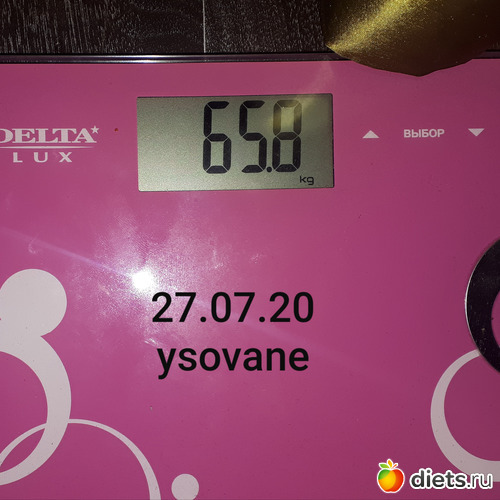 DELTA
LUX
65.8
kg
ВЫБОР
27.07.20
ysovane
diets.ru